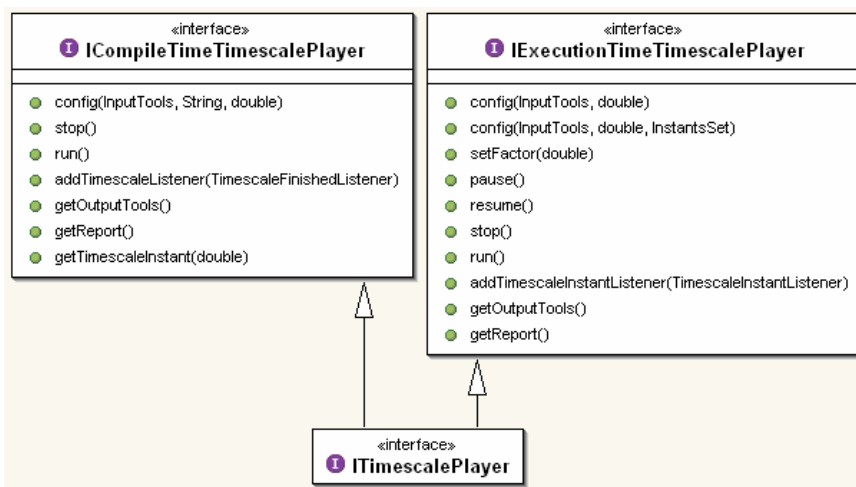 «interface»
I ICompileTimeTimescalePlayer
config(InputTools, String, double)
stop()
run()
addTimescaleListener(TimescaleFinishedListener)
getOutputTools()
getReport()
getTimescaleInstant(double)
«interface»
I IExecutionTimeTimescalePlayer
config(InputTools, double)
config(InputTools, double, InstantsSet)
setFactor(double)
pause()
resume()
stop()
run()
addTimescaleInstantListener(TimescaleInstantListener)
getOutputTools()
getReport()
«interface»
I ITimescalePlayer